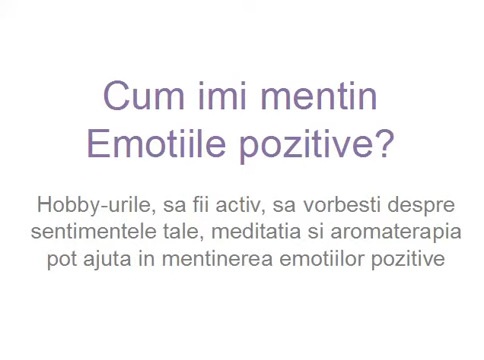 Cum imi mentin
Emotiile pozitive?
Hobby-urile, sa fii activ, sa vorbesti despre
sentimentele tale, meditatia si aromaterapia
pot ajuta in mentinerea emotiilor pozitive